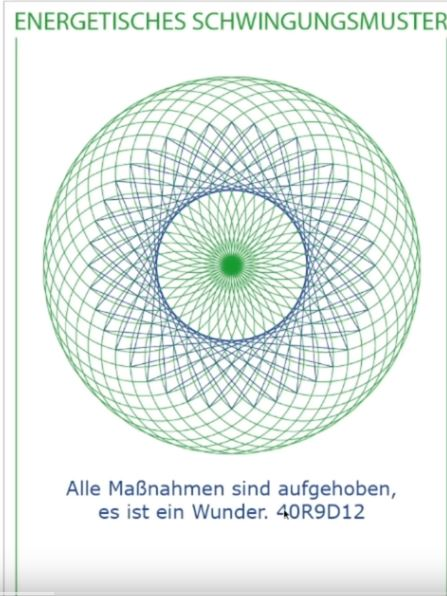 ENERGETISCHES SCHWINGUNGSMUSTER
Alle Maßnahmen sind aufgehoben,
es ist ein Wunder. 40R9D12